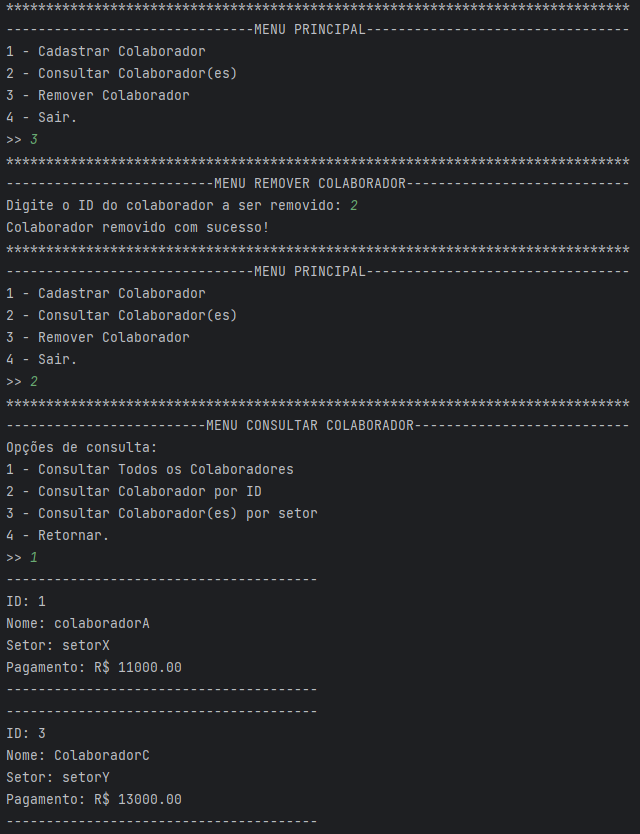 ******************************************************************************
-------------------------------MENU PRINCIPAL---------------------------------
1 - Cadastrar Colaborador
2 - Consultar Colaborador(es)
3 - Remover Colaborador
4 - Sair.
>> 3
******************************************************************************
--------------------------MENU REMOVER COLABORADOR----------------------------
Digite o ID do colaborador a ser removido: 2
Colaborador removido com sucesso!
******************************************************************************
-------------------------------MENU PRINCIPAL---------------------------------
1 - Cadastrar Colaborador
2 - Consultar Colaborador(es)
3 - Remover Colaborador
4 - Sair.
>> 2
******************************************************************************
-------------------------MENU CONSULTAR COLABORADOR---------------------------
Opções de consulta:
1 - Consultar Todos os Colaboradores
2 - Consultar Colaborador por ID
3 - Consultar Colaborador(es) por setor
4 - Retornar.
>> 1
---------------------------------------
ID: 1
Nome: colaboradorA
Setor: setorX
Pagamento: R$ 11000.00
---------------------------------------
---------------------------------------
ID: 3
Nome: ColaboradorC
Setor: setorY
Pagamento: R$ 13000.00
---------------------------------------